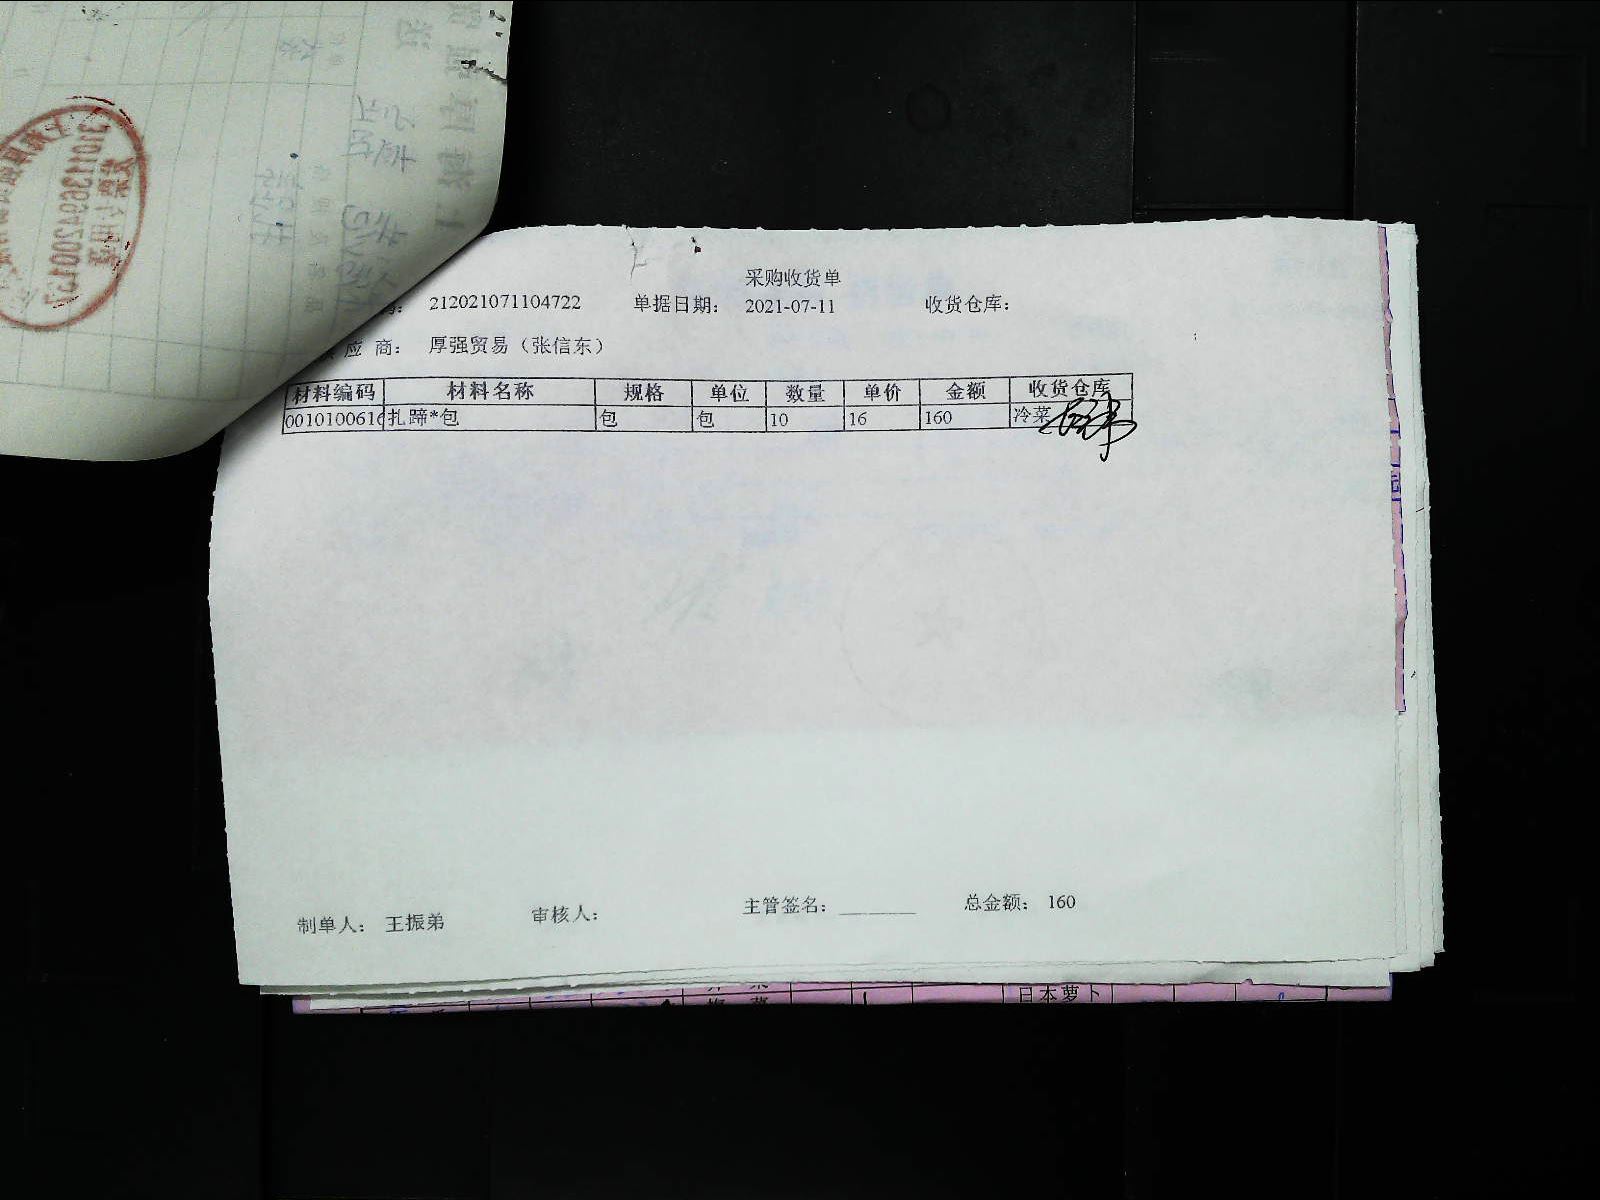 采购收货单
212021071104722 单据日期： 2021-07-11 收货仓库：
应 商： 厚强贸易（张信东）
材料编码 材料名称 规格 单位 数量 单价 金额 收货仓库
0010100616 扎蹄*包 包 包 10 16 160 冷菜
制单人： 王振弟 审核人： 主管签名： 总金额： 160
日本萝卜